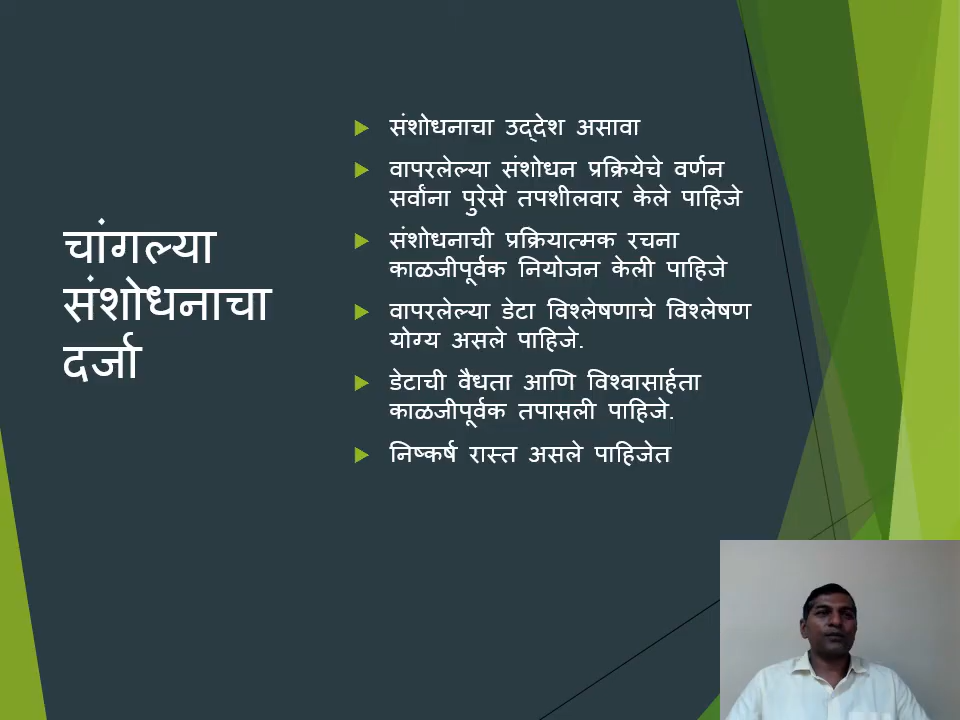 चांगल्या
संशोधनाचा
दर्जा
संशोधनाचा उद्देश असावा
वापरलेल्या संशोधन प्रक्रियेचे वर्णन
सर्वांना पुरेसे तपशीलवार केले पाहिजे
संशोधनाची प्रक्रियात्मक रचना
काळजीपूर्वक नियोजन केली पाहिजे
वापरलेल्या डेटा विश्लेषणाचे विश्लेषण
योग्य असले पाहिजे.
डेटाची वैधता आणि विश्वासार्हता
काळजीपूर्वक तपासली पाहिजे.
निष्कर्ष रास्त असले पाहिजेत